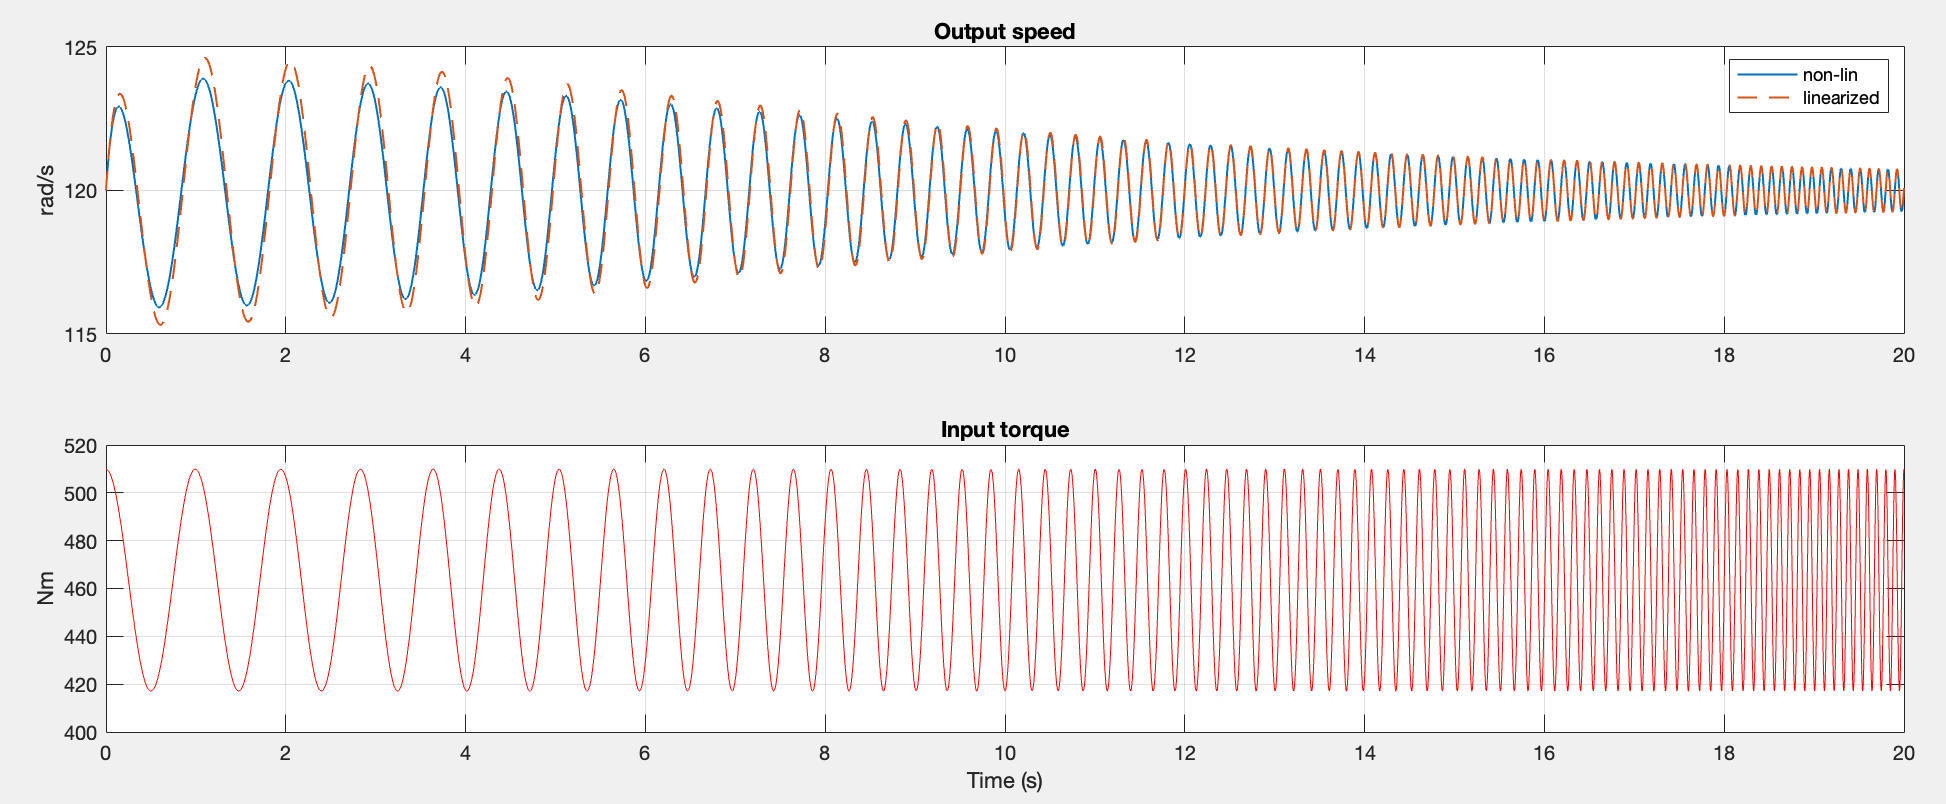 Output speed
125
120
115
rad/s
non-lin
linearized
0 2 4 6 8 10 12 14 16 18 20
Input torque
520
500
480
460
440
420
400
Nm
0 2 4 6 8 10 12 14 16 18 20
Time (s)